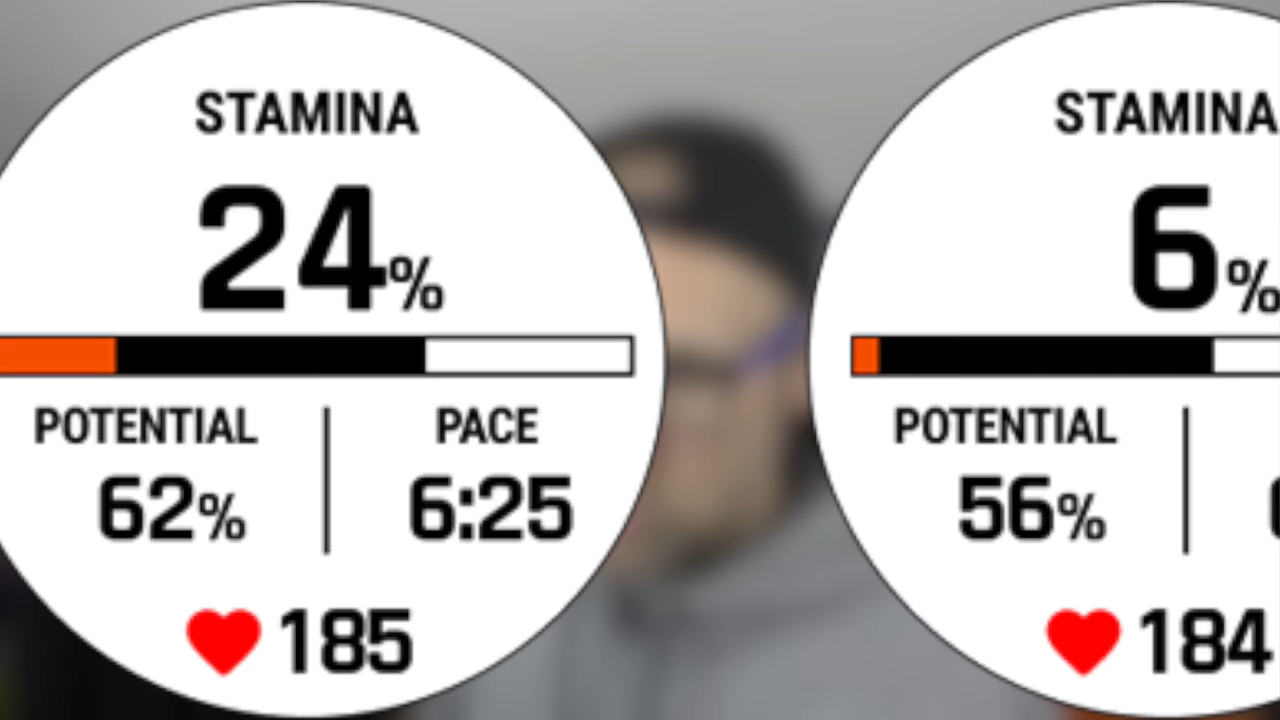 STAMINA
24%
POTENTIAL
62%
PACE
6:25
185
STAMINA
6%
POTENTIAL
56%
184